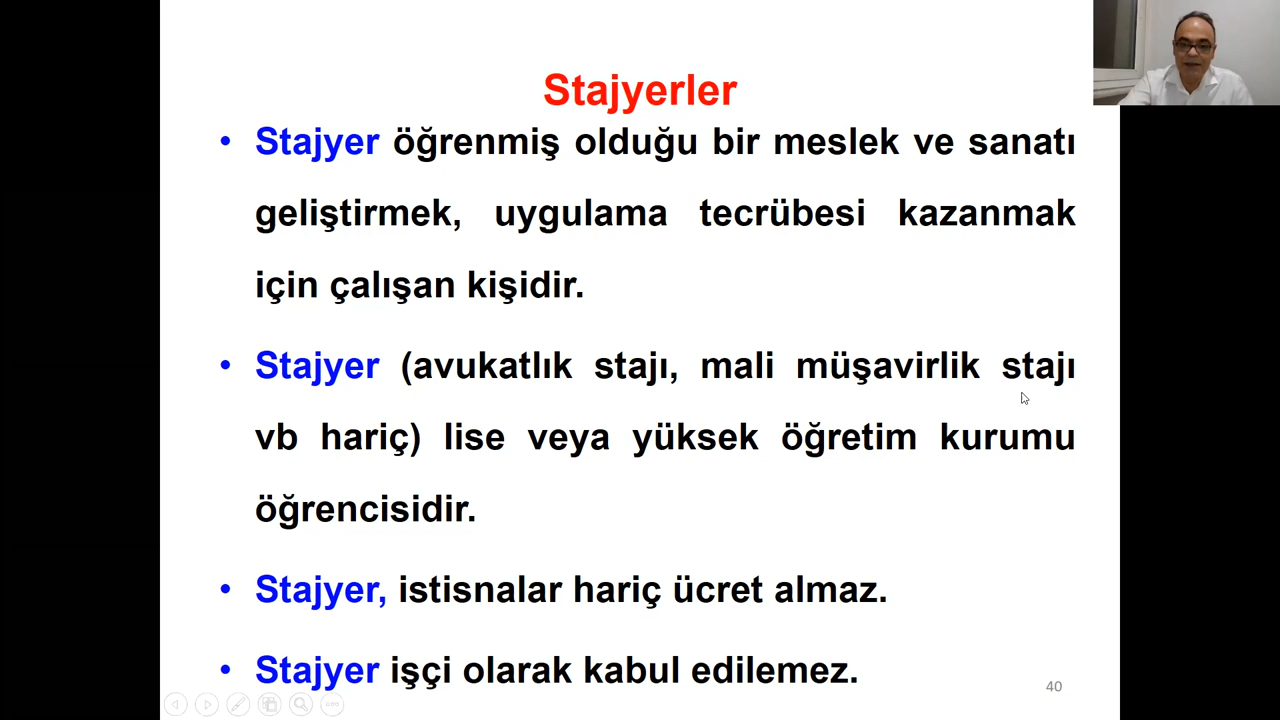 Stajyerler
• Stajyer öğrenmiş olduğu bir meslek ve sanatı
geliştirmek, uygulama tecrübesi kazanmak
için çalışan kişidir.
• Stajyer (avukatlık stajı, mali müşavirlik stajı
vb hariç) lise veya yüksek öğretim kurumu
öğrencisidir.
• Stajyer, istisnalar hariç ücret almaz.
• Stajyer işçi olarak kabul edilemez.
40